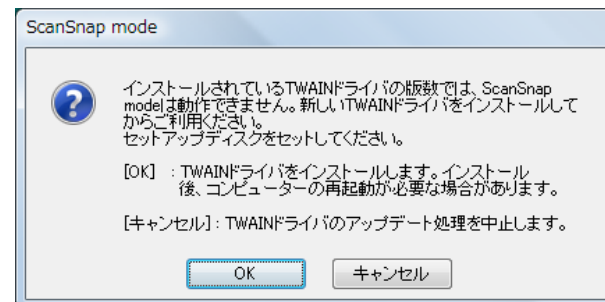 ScanSnap mode
インストールされているTWAINドライバの版数では、ScanSnap
modeは動作できません。新しいTWAINドライバをインストールして
からご利用ください。
セットアップディスクをセットしてください。
[OK] : TWAINドライバをインストールします。インストール
後、コンピューターの再起動が必要な場合があります。
[キャンセル] : TWAINドライバのアップデート処理を中止します。
OK キャンセル